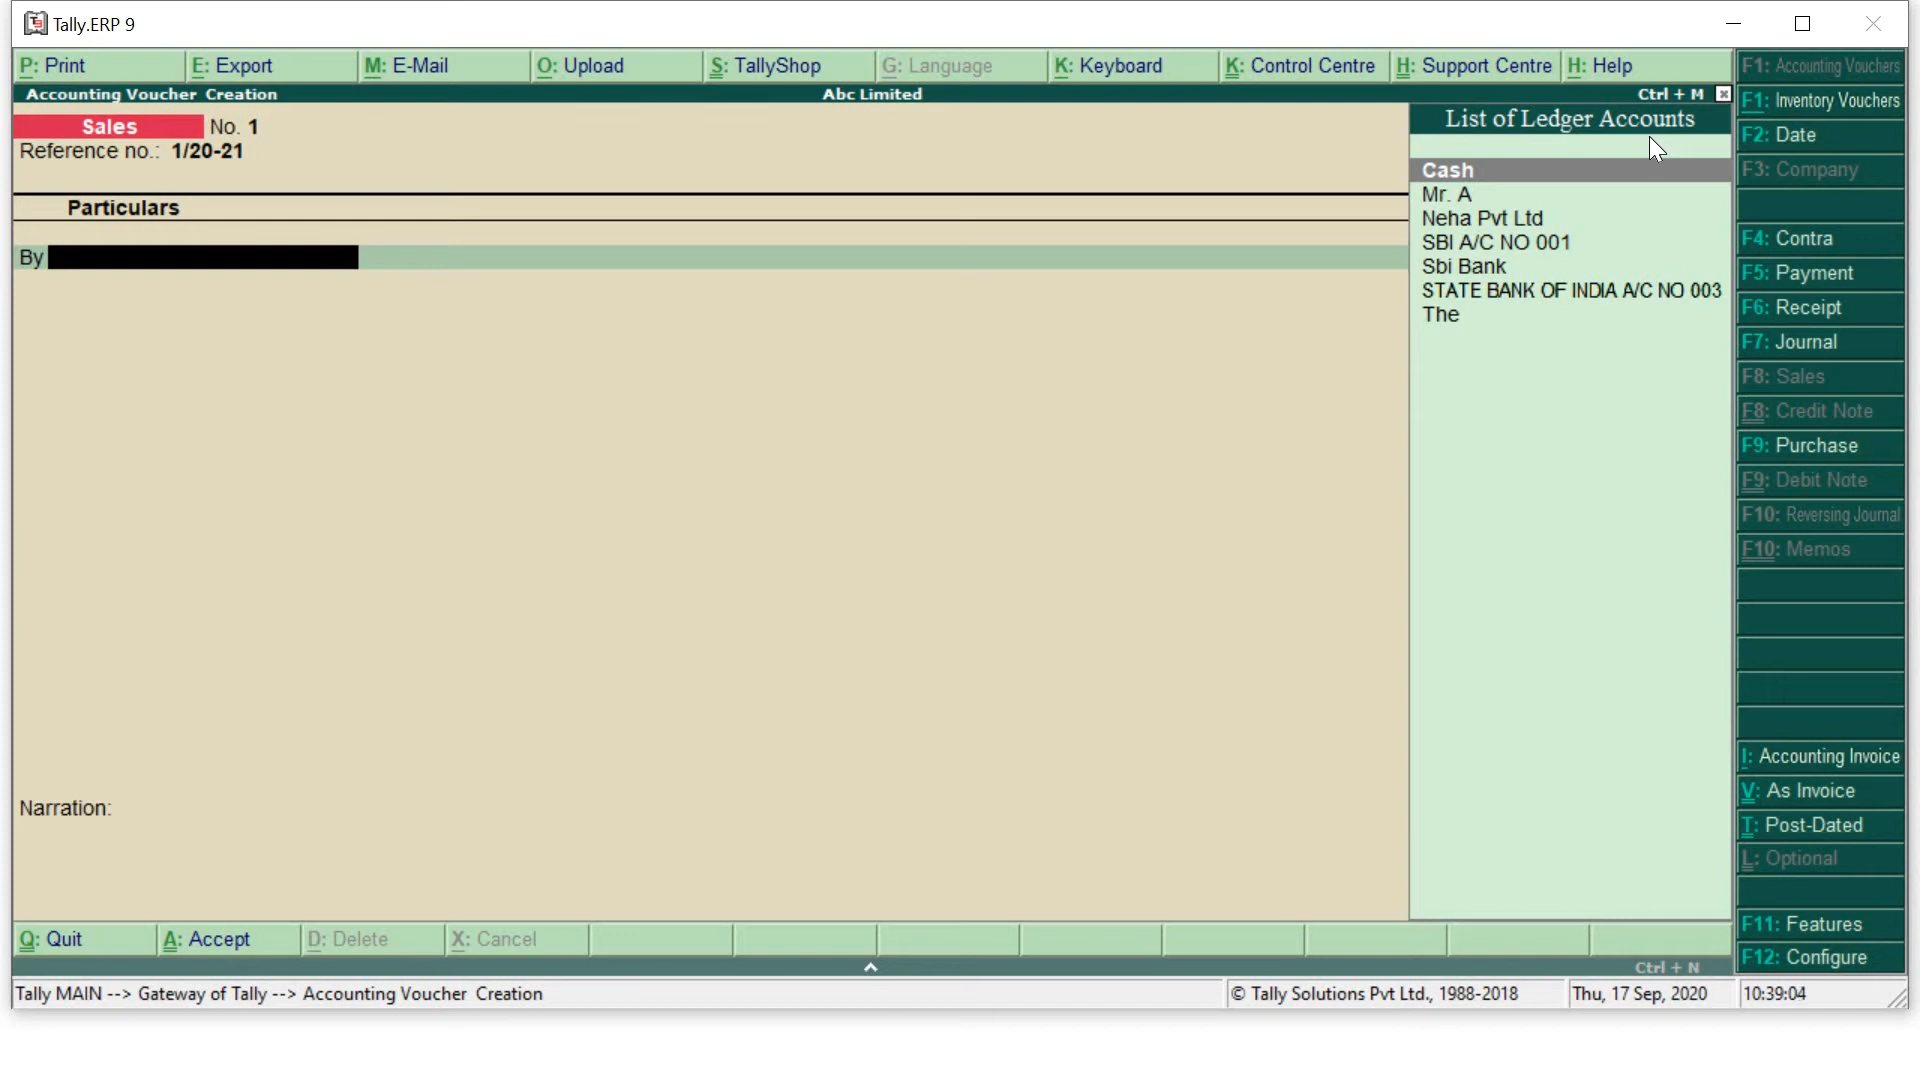 Tally.ERP 9
P: Print E: Export M: E-Mail O: Upload S: TallyShop G: Language K: Keyboard K: Control Centre H: Support Centre H: Help
Accounting Voucher Creation Abc Limited Ctrl + M
Sales No. 1
Reference no.: 1/20-21
Particulars
By
List of Ledger Accounts
Cash
Mr. A
Neha Pvt Ltd
SBI A/C NO 001
Sbi Bank
STATE BANK OF INDIA A/C NO 003
The
Narration:
F1: Accounting Vouchers
F1: Inventory Vouchers
F2: Date
F3: Company
F4: Contra
F5: Payment
F6: Receipt
F7: Journal
F8: Sales
F8: Credit Note
F9: Purchase
F9: Debit Note
F10: Reversing Journal
F10: Memos
I: Accounting Invoice
V: As Invoice
T: Post-Dated
L: Optional
F11: Features
F12: Configure
Q: Quit A: Accept D: Delete X: Cancel
Ctrl + N
Tally MAIN --> Gateway of Tally --> Accounting Voucher Creation © Tally Solutions Pvt Ltd., 1988-2018 Thu, 17 Sep, 2020 10:39:04